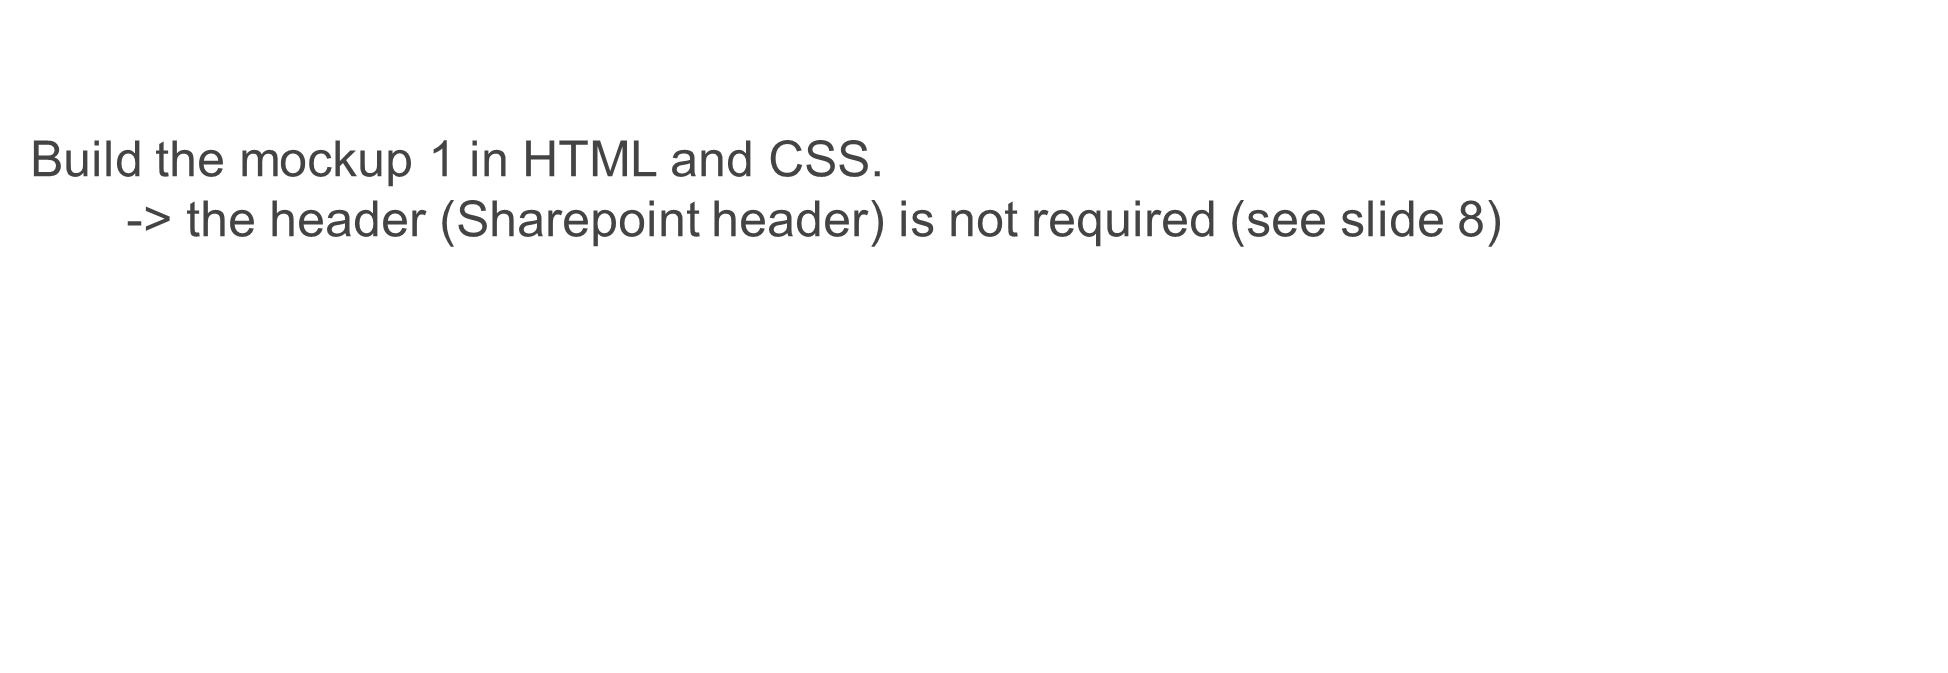 Build the mockup 1 in HTML and CSS.
-> the header (Sharepoint header) is not required (see slide 8)